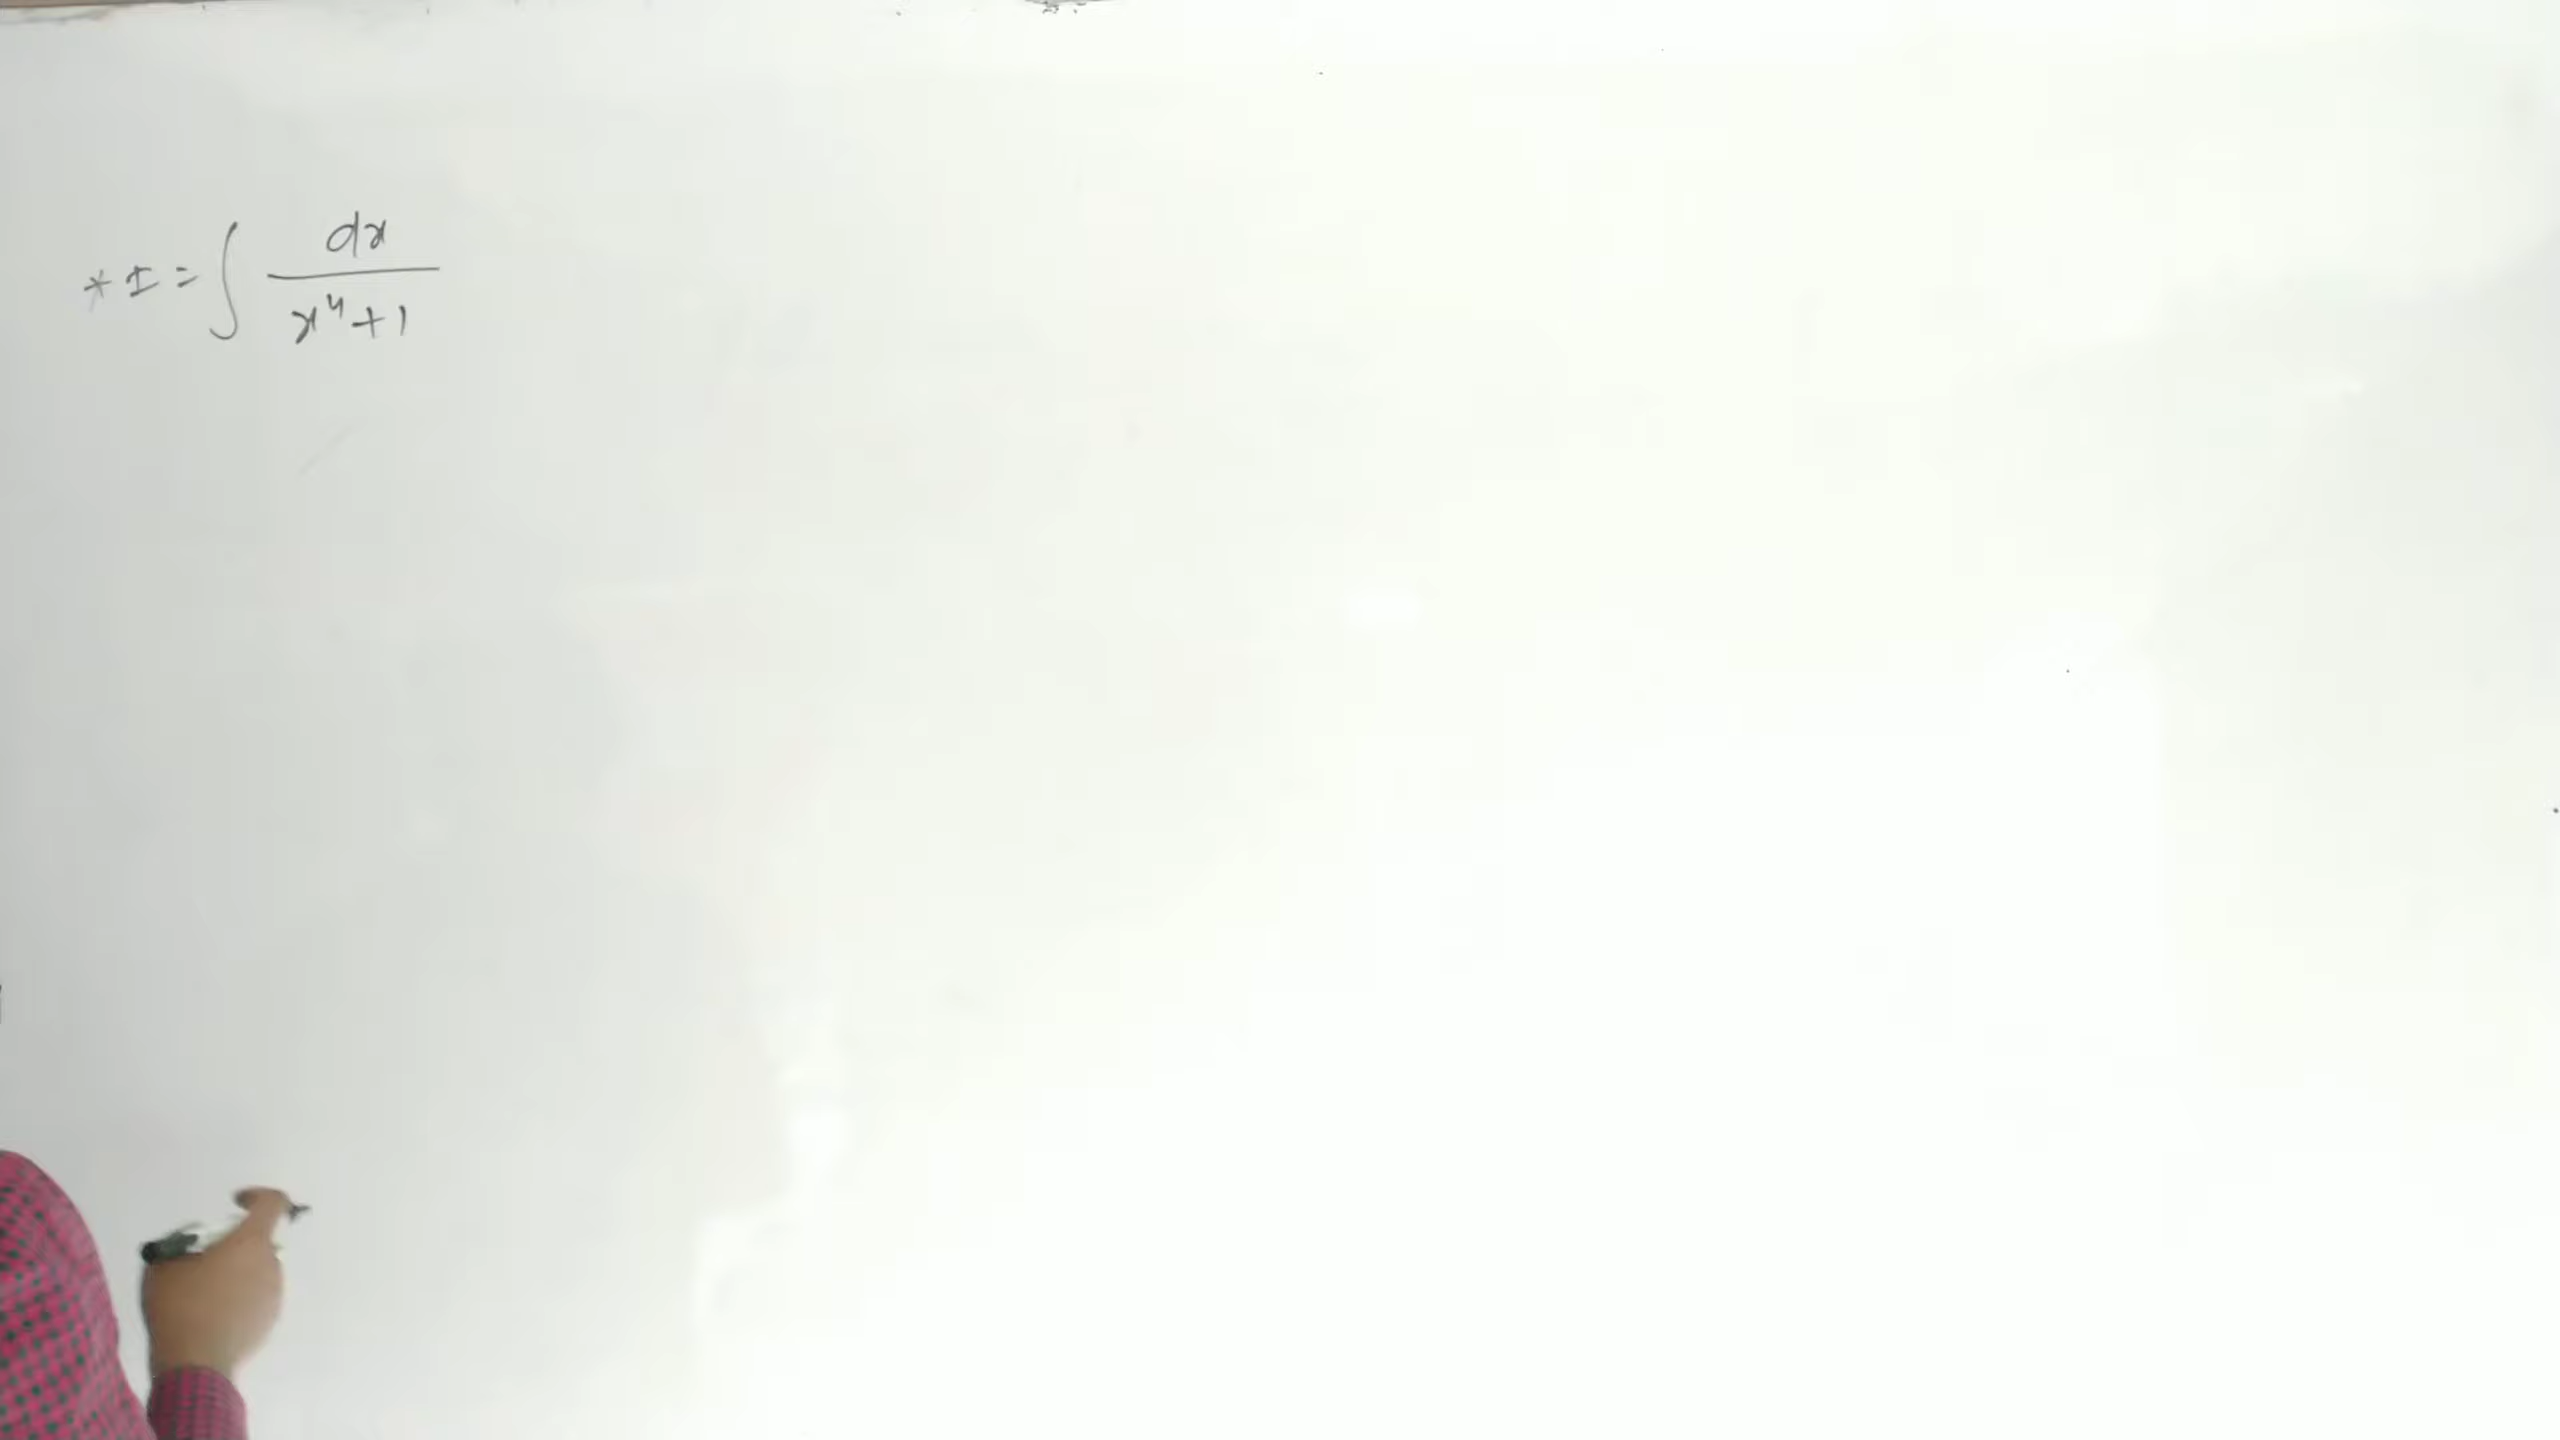 * I = ∫ dx / (x⁴ + 1)